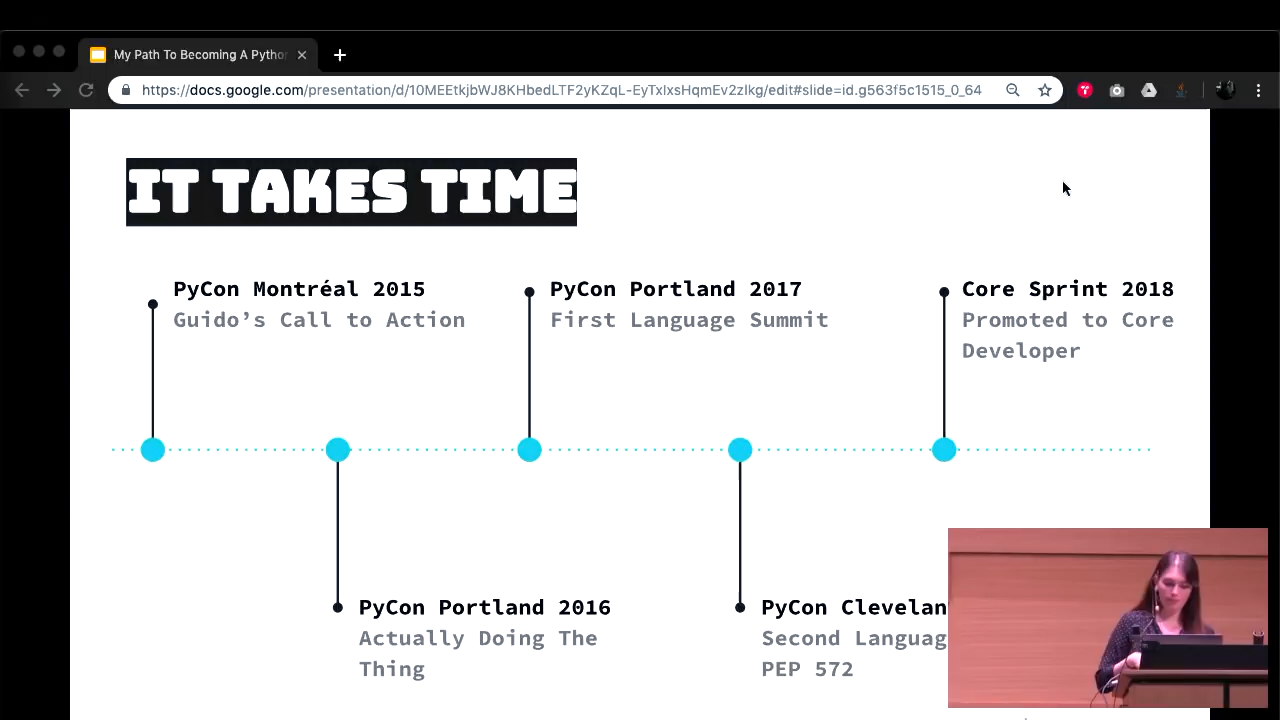 My Path To Becoming A Pytho
https://docs.google.com/presentation/d/10MEEtkjbWJ8KHbedLTF2yKZqL-EyTxlxsHqmEv2zlkg/edit#slide=id.g563f5c1515_0_64
IT TAKES TIME
PyCon Montréal 2015
Guido’s Call to Action
PyCon Portland 2017
First Language Summit
Core Sprint 2018
Promoted to Core
Developer
PyCon Portland 2016
Actually Doing The
Thing
PyCon Clevelan
Second Languag
PEP 572